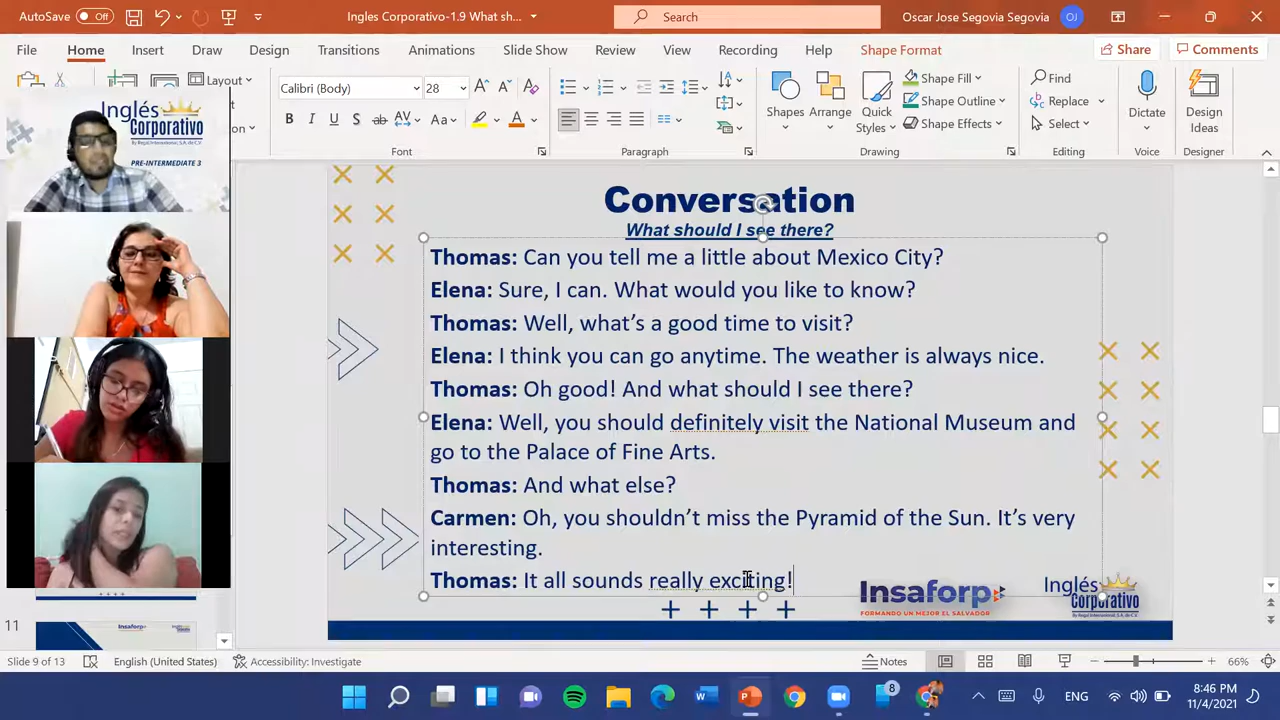 AutoSave Off Ingles Corporativo-1.9 What sh... Search Oscar Jose Segovia Segovia OJ
File Home Insert Draw Design Transitions Animations Slide Show Review View Recording Help Shape Format Share Comments
Layout Calibri (Body) 28 Shape Fill Find
Shapes Arrange Quick Styles Shape Outline Replace Dictate Design Ideas
Shape Effects Select
Font Paragraph Drawing Editing Voice Designer
Inglés
Corporativo
By Regal International, S.A. de C.V.
PRE-INTERMEDIATE 3
Conversation
What should I see there?
Thomas: Can you tell me a little about Mexico City?
Elena: Sure, I can. What would you like to know?
Thomas: Well, what's a good time to visit?
Elena: I think you can go anytime. The weather is always nice.
Thomas: Oh good! And what should I see there?
Elena: Well, you should definitely visit the National Museum and
go to the Palace of Fine Arts.
Thomas: And what else?
Carmen: Oh, you shouldn't miss the Pyramid of the Sun. It's very
interesting.
Thomas: It all sounds really exciting!
Insaforp
FORMANDO UN MEJOR EL SALVADOR
Inglés
Corporativo
11
Slide 9 of 13 English (United States) Accessibility: Investigate Notes 66%
8 ENG 8:46 PM
11/4/2021